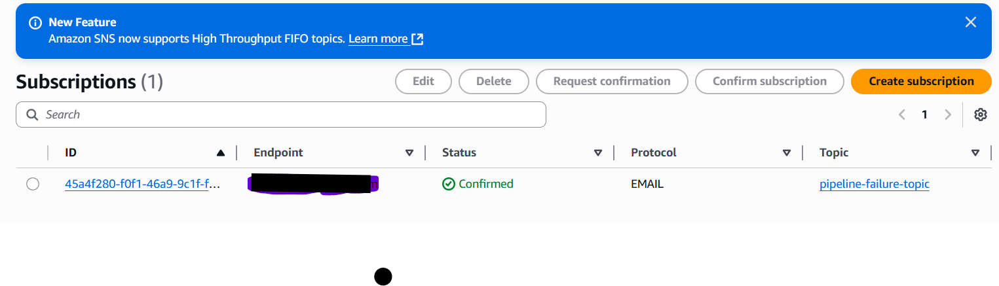 New Feature
Amazon SNS now supports High Throughput FIFO topics. Learn more
Subscriptions (1)
Edit
Delete
Request confirmation
Confirm subscription
Create subscription
Search
1
ID
Endpoint
Status
Protocol
Topic
45a4f280-f0f1-46a9-9c1f-f...
Confirmed
EMAIL
pipeline-failure-topic